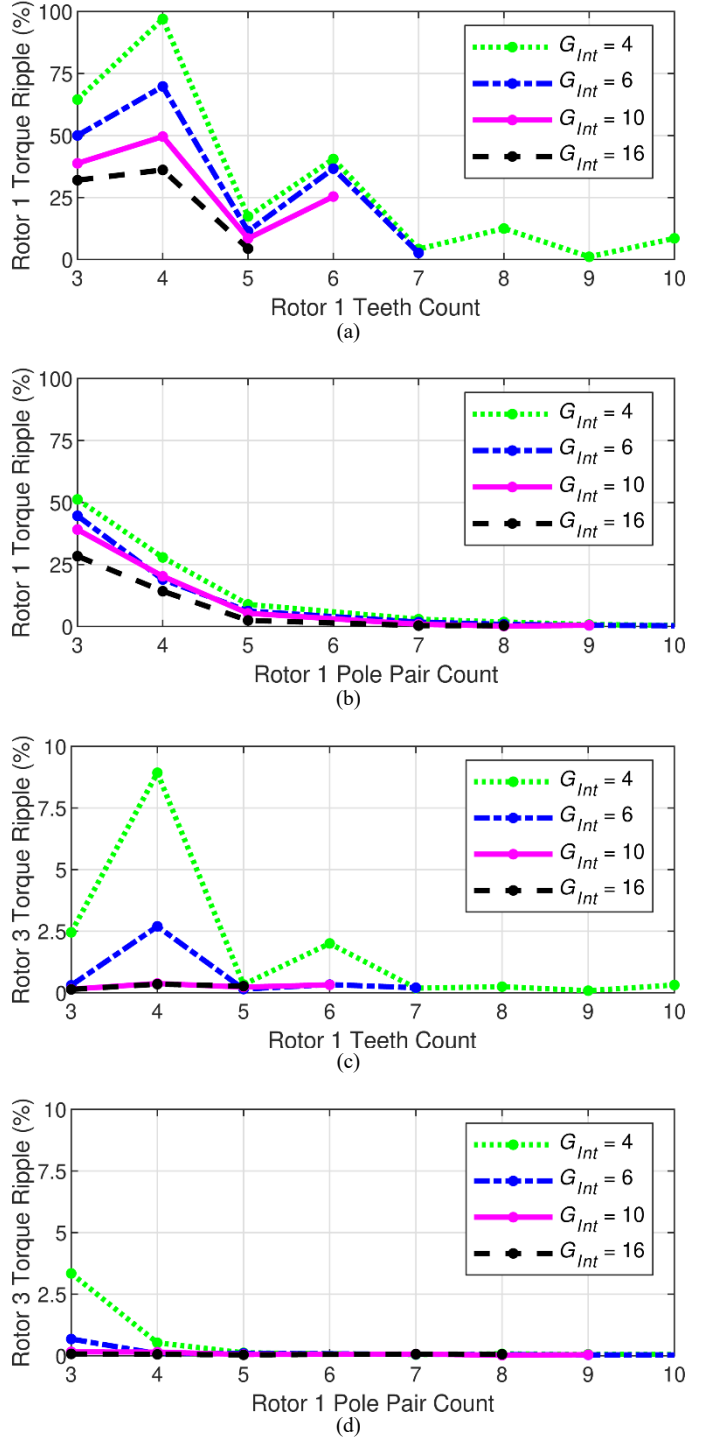 100
75
50
25
0
Rotor 1 Torque Ripple (%)
G_Int = 4
G_Int = 6
G_Int = 10
G_Int = 16
3 4 5 6 7 8 9 10
Rotor 1 Teeth Count
(a)
100
75
50
25
0
Rotor 1 Torque Ripple (%)
G_Int = 4
G_Int = 6
G_Int = 10
G_Int = 16
3 4 5 6 7 8 9 10
Rotor 1 Pole Pair Count
(b)
10
7.5
5
2.5
0
Rotor 3 Torque Ripple (%)
G_Int = 4
G_Int = 6
G_Int = 10
G_Int = 16
3 4 5 6 7 8 9 10
Rotor 1 Teeth Count
(c)
10
7.5
5
2.5
0
Rotor 3 Torque Ripple (%)
G_Int = 4
G_Int = 6
G_Int = 10
G_Int = 16
3 4 5 6 7 8 9 10
Rotor 1 Pole Pair Count
(d)